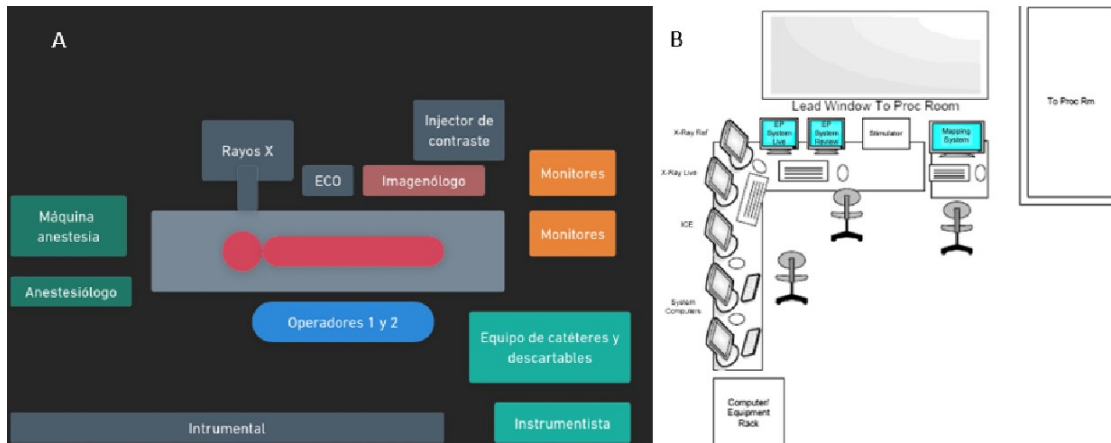 A
Injector de
contraste
Rayos X
ECO
Imagenólogo
Monitores
Máquina
anestesia
Monitores
Anestesiólogo
Operadores 1 y 2
Equipo de catéteres y
descartables
Intrumental
Instrumentista
B
Lead Window To Proc Room
To Proc Rm
X-Ray Ref
EP
System
Live
EP
System
Review
Stimulator
Mapping
System
X-Ray Live
ICE
System
Computers
Computer/
Equipment
Rack